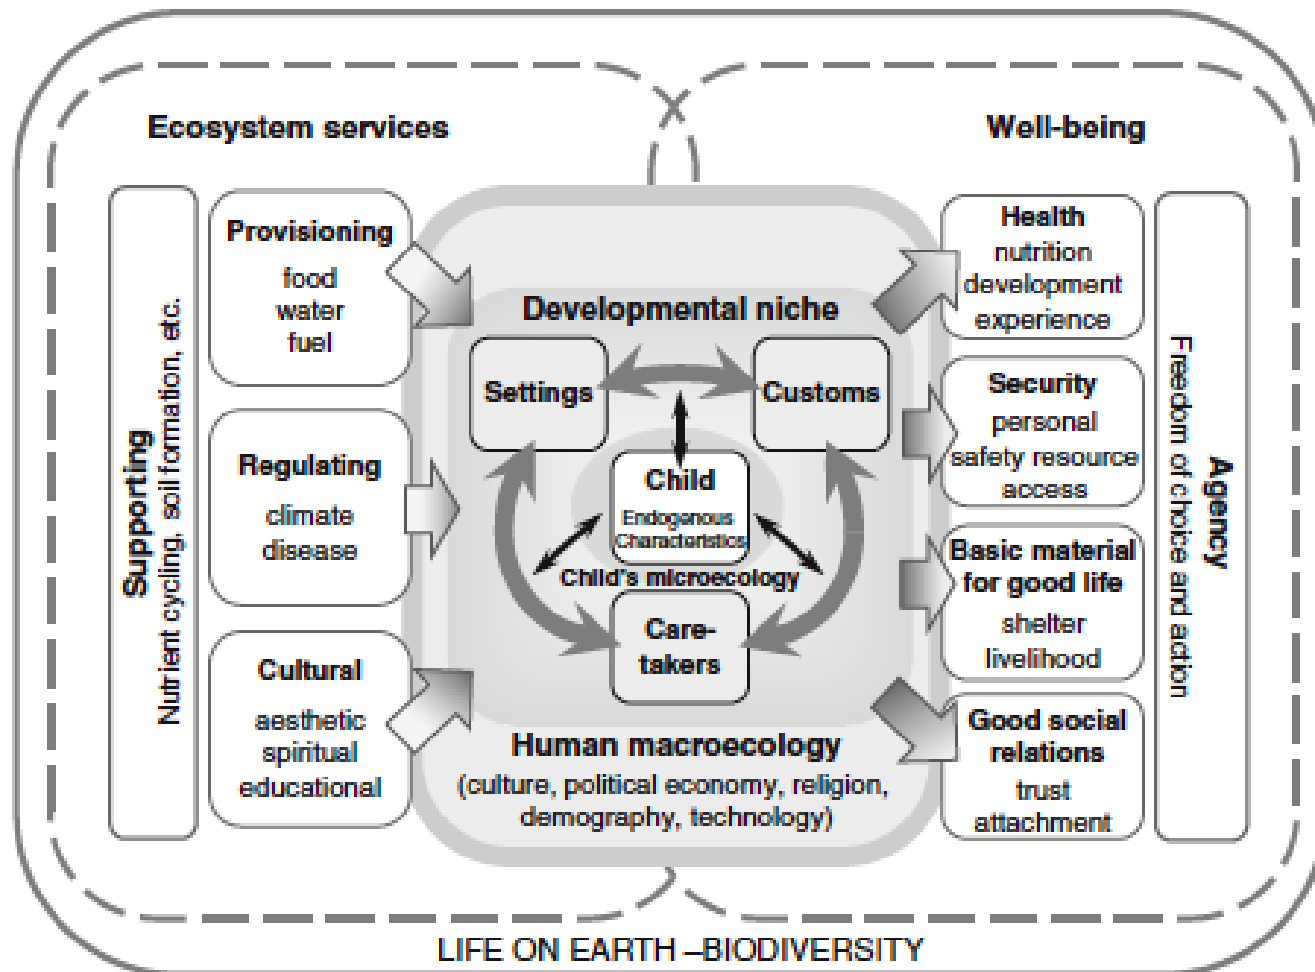 Ecosystem services
Well-being
Supporting
Nutrient cycling, soil formation, etc.
Provisioning
food
water
fuel
Regulating
climate
disease
Cultural
aesthetic
spiritual
educational
Developmental niche
Settings
Customs
Child
Endogenous
Characteristics
Child's microecology
Care-
takers
Human macroecology
(culture, political economy, religion,
demography, technology)
Health
nutrition
development
experience
Security
personal
safety resource
access
Basic material
for good life
shelter
livelihood
Good social
relations
trust
attachment
Agency
Freedom of choice and action
LIFE ON EARTH –BIODIVERSITY